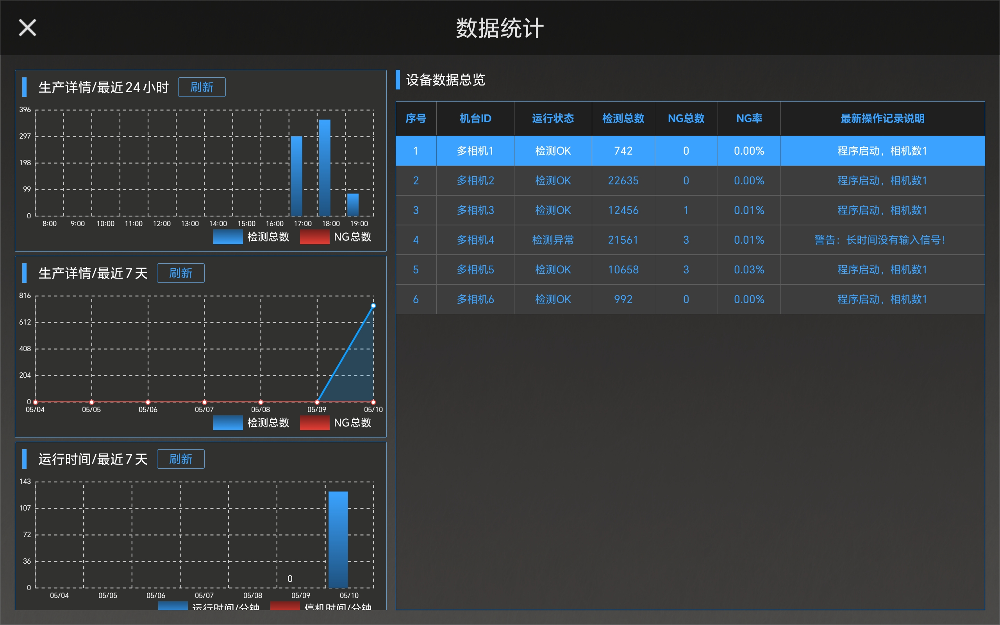 数据统计
生产详情/最近24小时 刷新
396
297
198
99
0
8:00 9:00 10:00 11:00 12:00 13:00 14:00 15:00 16:00 17:00 18:00 19:00
检测总数 NG总数
生产详情/最近7天 刷新
816
612
408
204
0
05/04 05/05 05/06 05/07 05/08 05/09 05/10
检测总数 NG总数
运行时间/最近7天 刷新
143
107
72
36
0
0
05/04 05/05 05/06 05/07 05/08 05/09 05/10
运行时间/分钟 停机时间/分钟
设备数据总览
序号 机台ID 运行状态 检测总数 NG总数 NG率 最新操作记录说明
1 多相机1 检测OK 742 0 0.00% 程序启动，相机数1
2 多相机2 检测OK 22635 0 0.00% 程序启动，相机数1
3 多相机3 检测OK 12456 1 0.01% 程序启动，相机数1
4 多相机4 检测异常 21561 3 0.01% 警告：长时间没有输入信号！
5 多相机5 检测OK 10658 3 0.03% 程序启动，相机数1
6 多相机6 检测OK 992 0 0.00% 程序启动，相机数1